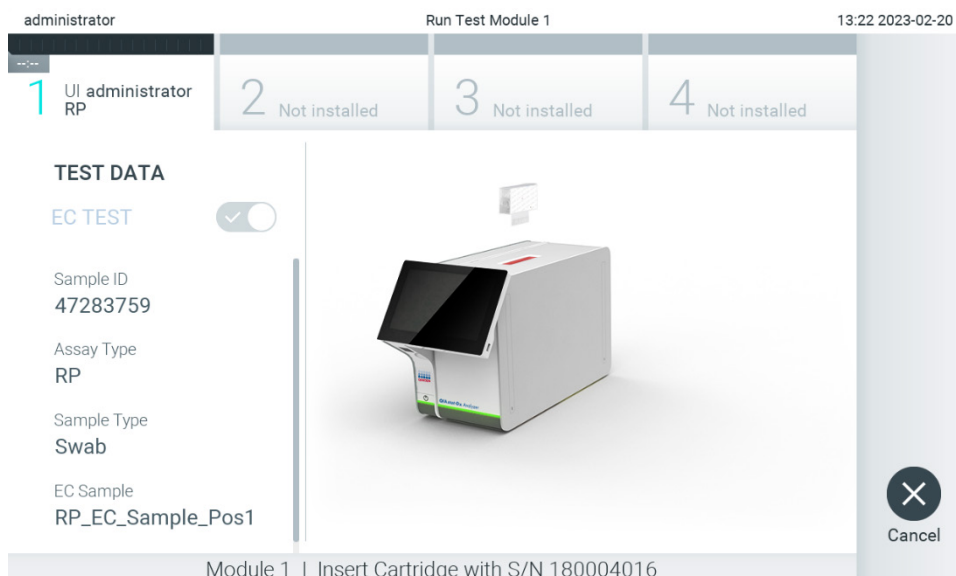 administrator
Run Test Module 1
13:22 2023-02-20
--:--
1 UI administrator
RP
2 Not installed
3 Not installed
4 Not installed
TEST DATA
EC TEST
Sample ID
47283759
Assay Type
RP
Sample Type
Swab
EC Sample
RP_EC_Sample_Pos1
Cancel
Module 1 | Insert Cartridge with S/N 180004016